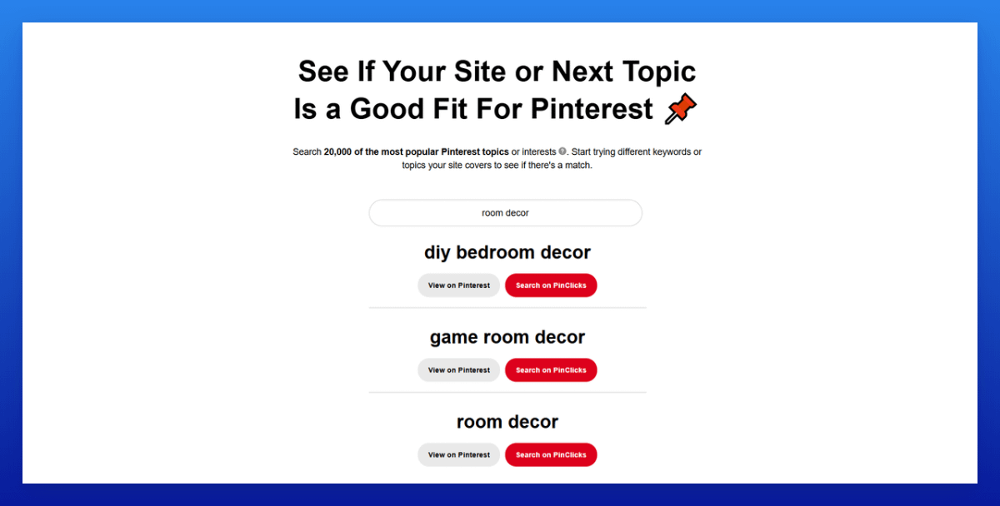 See If Your Site or Next Topic
Is a Good Fit For Pinterest
Search 20,000 of the most popular Pinterest topics or interests ?. Start trying different keywords or
topics your site covers to see if there's a match.
room decor
diy bedroom decor
View on Pinterest Search on PinClicks
game room decor
View on Pinterest Search on PinClicks
room decor
View on Pinterest Search on PinClicks